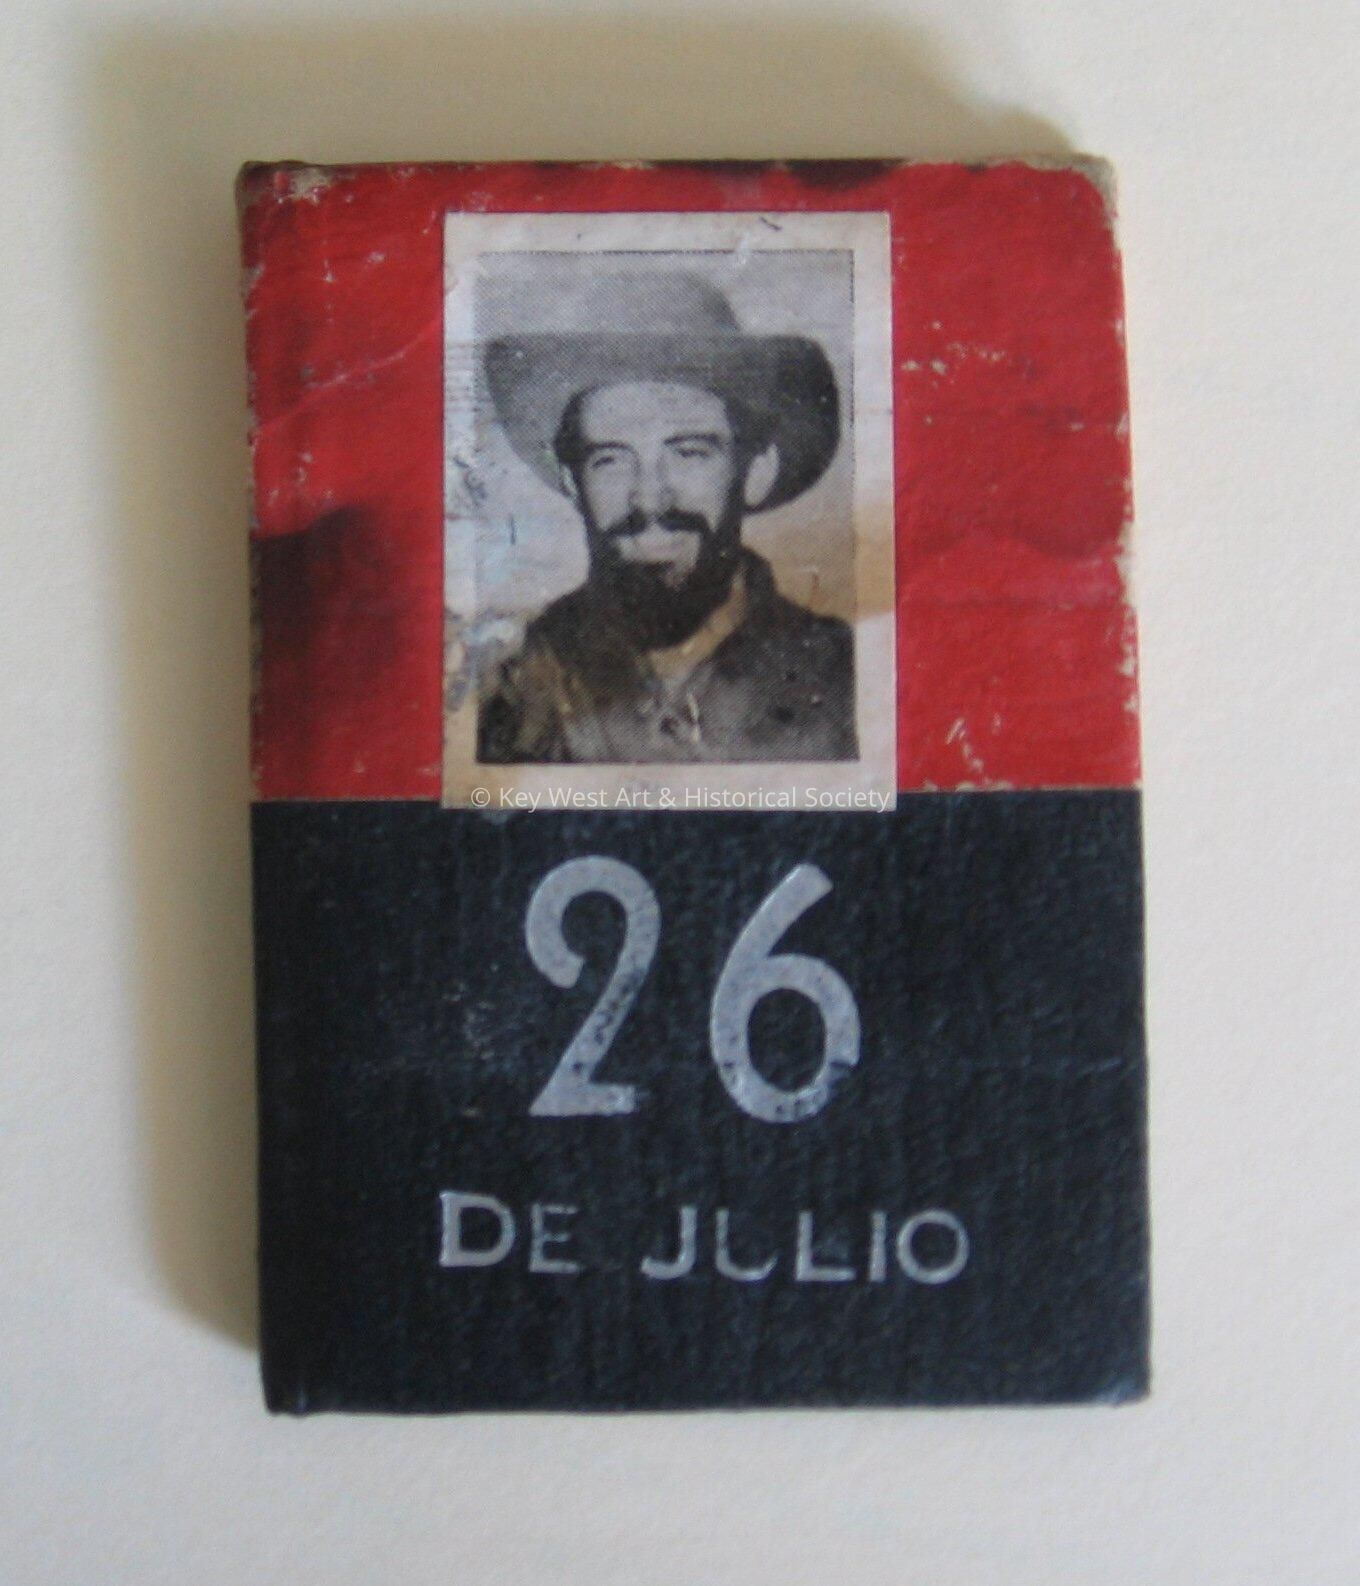 © Key West Art & Historical Society
26
DE JULIO